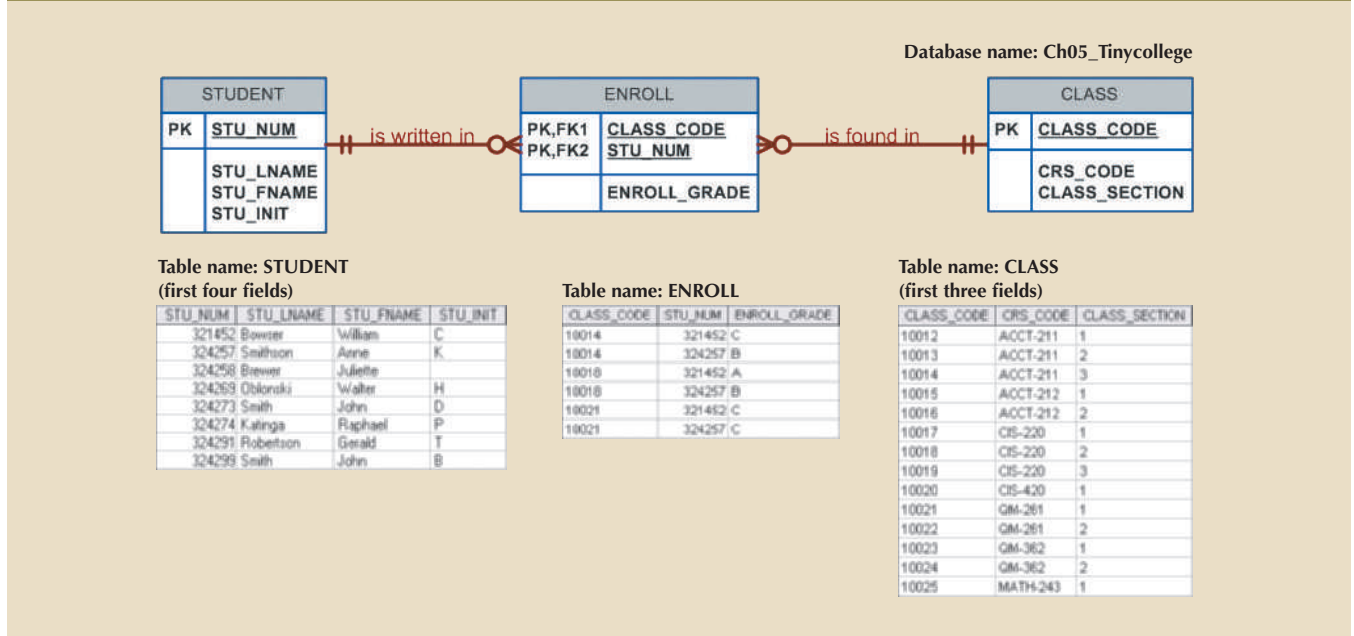 Database name: Ch05_Tinycollege
STUDENT
PK STU_NUM
STU_LNAME
STU_FNAME
STU_INIT
is written in
ENROLL
PK,FK1 CLASS_CODE
PK,FK2 STU_NUM
ENROLL_GRADE
is found in
CLASS
PK CLASS_CODE
CRS_CODE
CLASS_SECTION
Table name: STUDENT
(first four fields)
STU_NUM STU_LNAME STU_FNAME STU_INIT
321452 Bowser William C
324257 Smithson Anne K
324258 Brewer Juliette
324269 Oblonski Walter H
324273 Smith John D
324274 Katinga Raphael P
324291 Robertson Gerald T
324299 Smith John B
Table name: ENROLL
CLASS_CODE STU_NUM ENROLL_GRADE
10014 321452 C
10014 324257 B
10018 321452 A
10018 324257 B
10021 321452 C
10021 324257 C
Table name: CLASS
(first three fields)
CLASS_CODE CRS_CODE CLASS_SECTION
10012 ACCT-211 1
10013 ACCT-211 2
10014 ACCT-211 3
10015 ACCT-212 1
10016 ACCT-212 2
10017 CIS-220 1
10018 CIS-220 2
10019 CIS-220 3
10020 CIS-420 1
10021 QM-261 1
10022 QM-261 2
10023 QM-362 1
10024 QM-362 2
10025 MATH-243 1